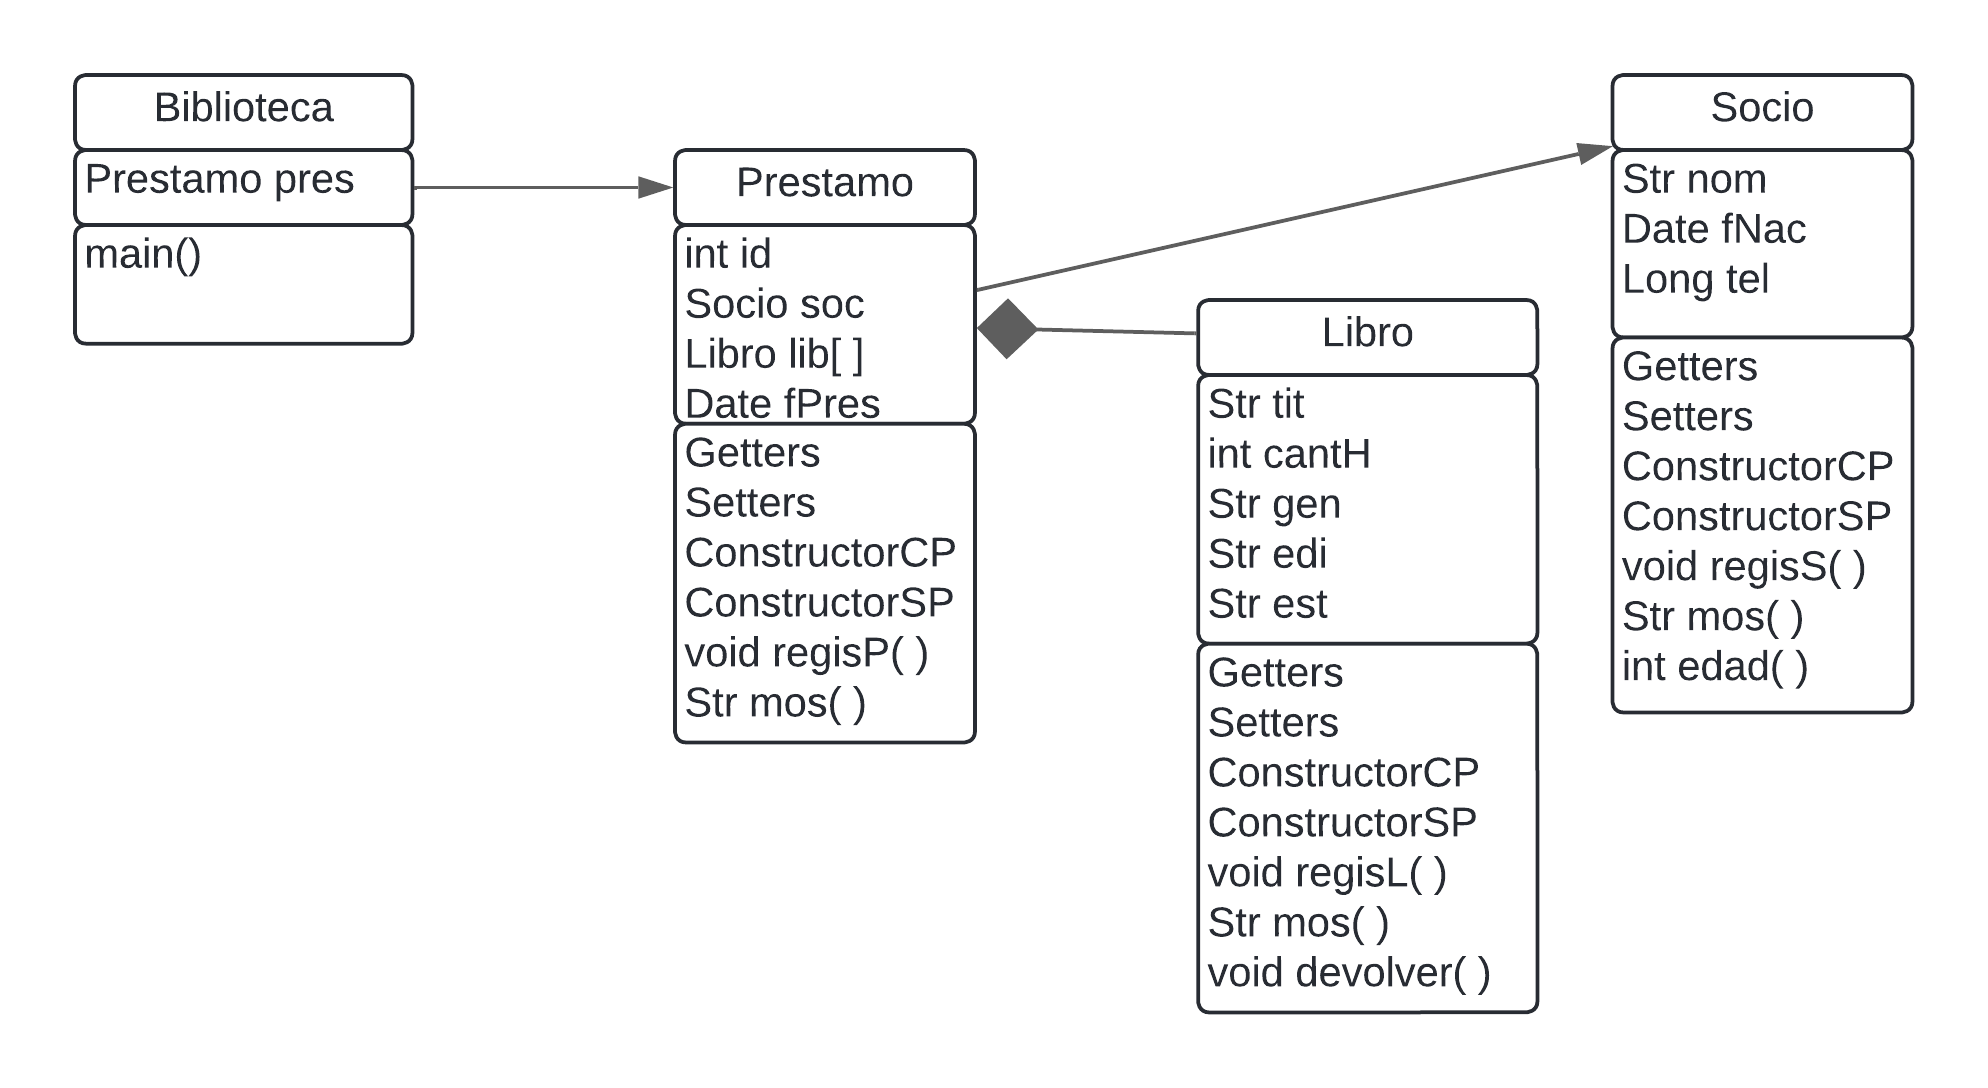 Biblioteca
Prestamo pres
main()
Prestamo
int id
Socio soc
Libro lib[ ]
Date fPres
Getters
Setters
ConstructorCP
ConstructorSP
void regisP( )
Str mos( )
Libro
Str tit
int cantH
Str gen
Str edi
Str est
Getters
Setters
ConstructorCP
ConstructorSP
void regisL( )
Str mos( )
void devolver( )
Socio
Str nom
Date fNac
Long tel
Getters
Setters
ConstructorCP
ConstructorSP
void regisS( )
Str mos( )
int edad( )